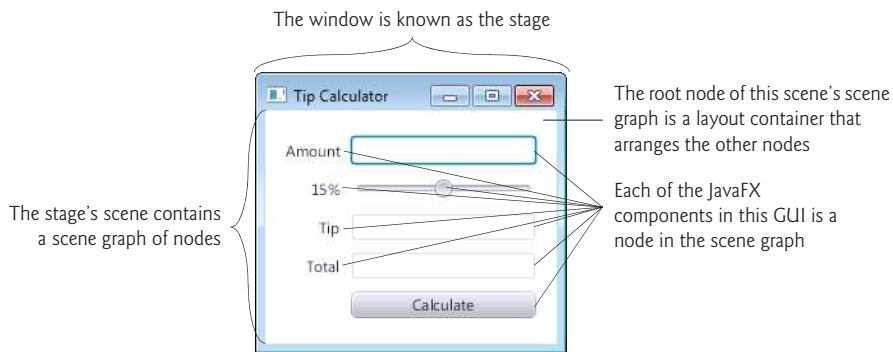 The window is known as the stage
Tip Calculator
The root node of this scene's scene
graph is a layout container that
arranges the other nodes
Amount
15%
Each of the JavaFX
components in this GUI is a
node in the scene graph
The stage's scene contains
a scene graph of nodes
Tip
Total
Calculate